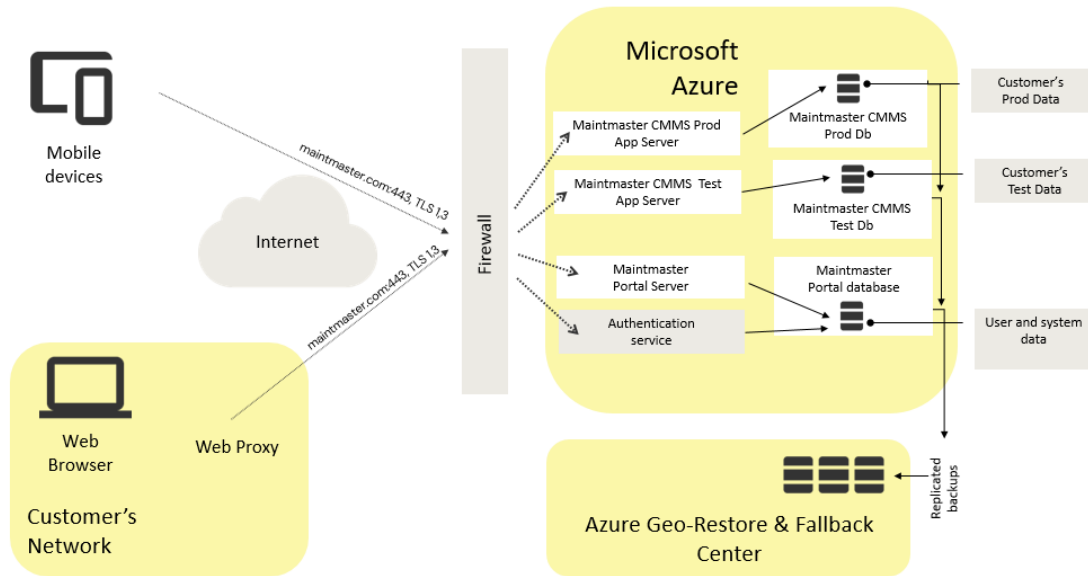 Microsoft
Azure
Mobile
devices
maintmaster.com:443, TLS 1,3
Internet
maintmaster.com:443, TLS 1,3
Firewall
Maintmaster CMMS Prod
App Server
Maintmaster CMMS
Prod Db
Customer's
Prod Data
Maintmaster CMMS Test
App Server
Maintmaster CMMS
Test Db
Customer's
Test Data
Maintmaster
Portal Server
Maintmaster
Portal database
Authentication
service
User and system
data
Web
Browser
Web Proxy
Customer's
Network
Replicated
backups
Azure Geo-Restore & Fallback
Center